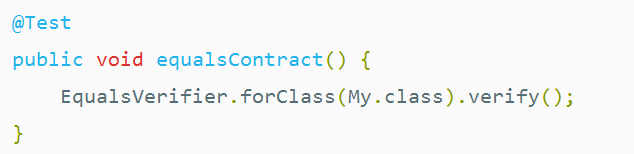 @Test
public void equalsContract() {
    EqualsVerifier.forClass(My.class).verify();
}